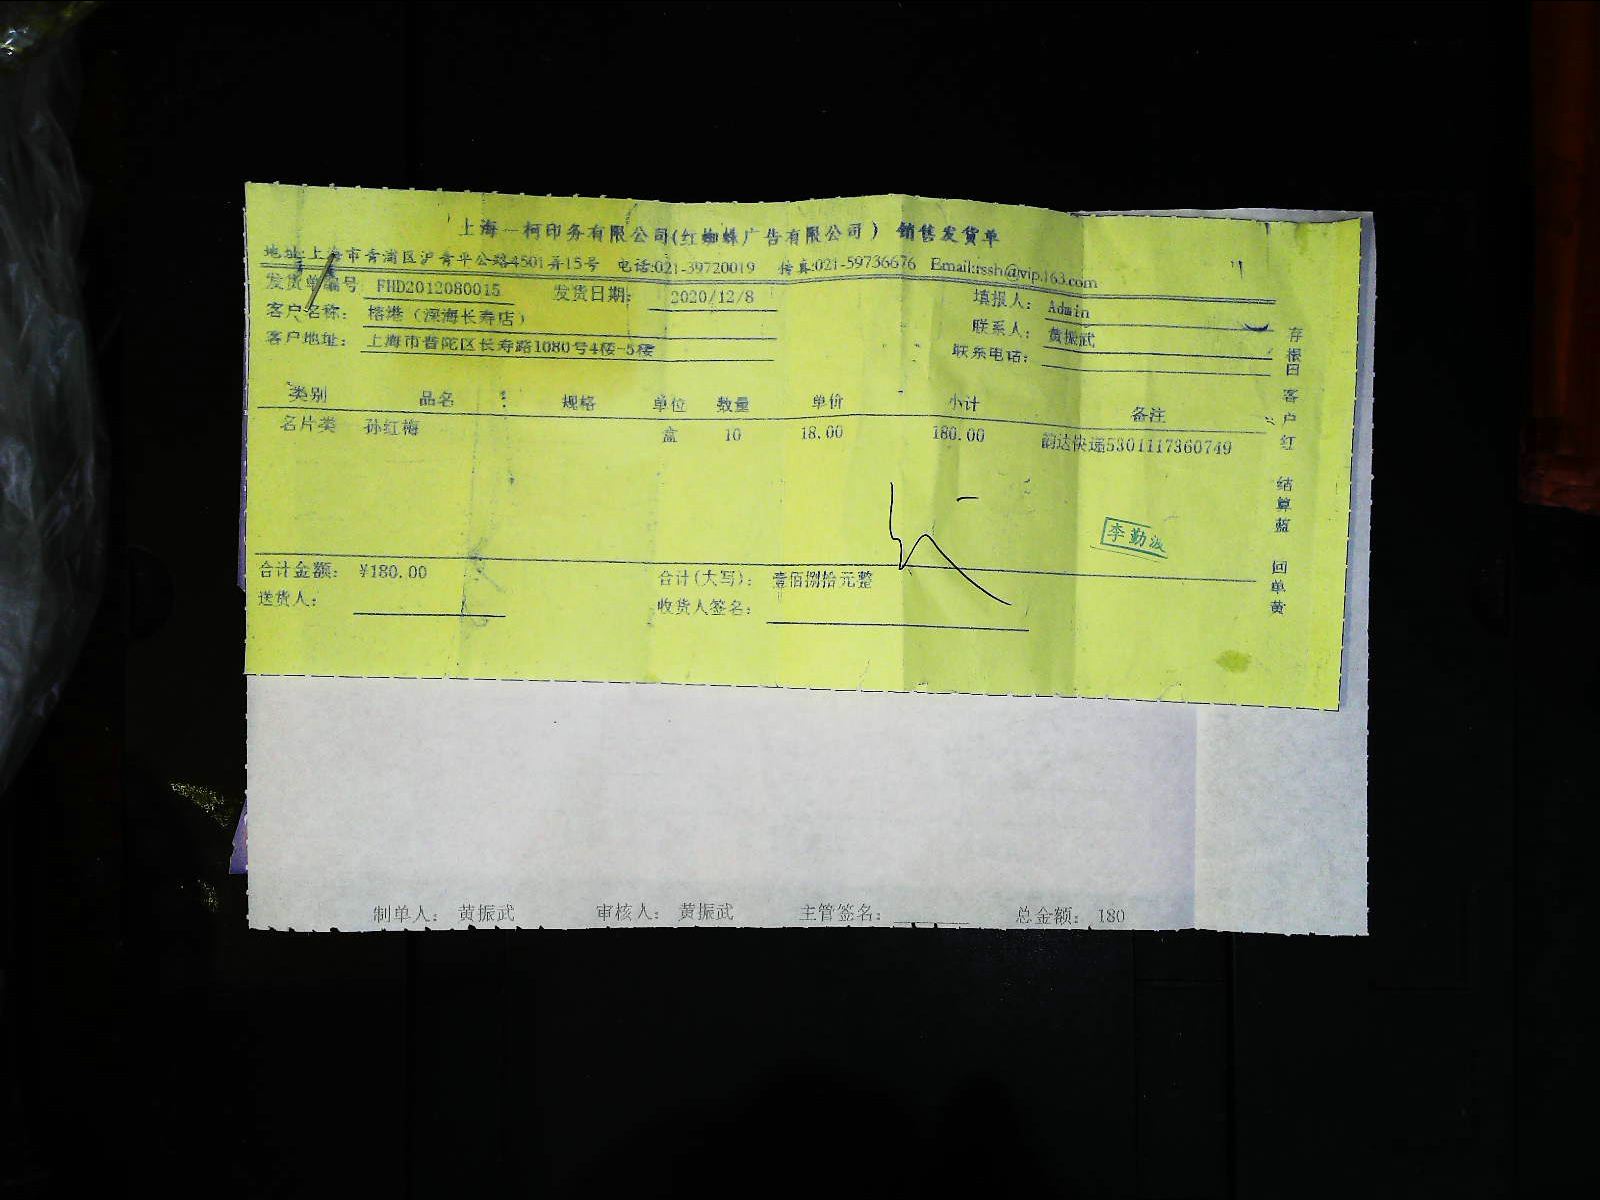 上海一柯印务有限公司(红蜘蛛广告有限公司) 销售发货单
地址:上海市青浦区沪青平公路4501弄15号 电话:021-39720019 传真:021-59736676 Email:rssh@vip.163.com
发货单编号: FHD2012080015 发货日期: 2020/12/8 填报人: Admin
客户名称: 榕港(深海长寿店) 联系人: 黄振武
客户地址: 上海市普陀区长寿路1080号4楼-5楼 联系电话:
类别 品名 规格 单位 数量 单价 小计 备注
名片类 孙红梅 盒 10 18.00 180.00 韵达快递5301117360749
李勤波
合计金额: ¥180.00 合计(大写): 壹佰捌拾元整
送货人: 收货人签名:
存根白 客户红 结算蓝 回单黄
制单人: 黄振武 审核人: 黄振武 主管签名: 总金额: 180